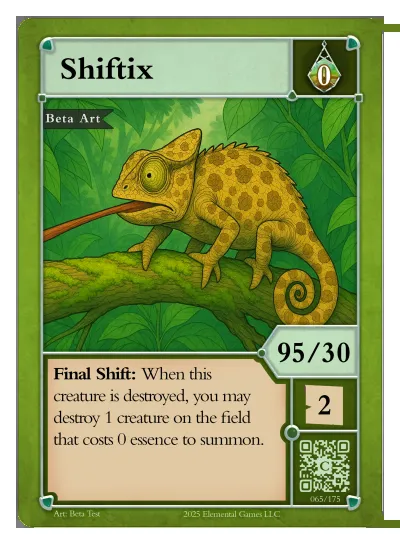 Shiftix
0
Beta Art
95/30
Final Shift: When this
creature is destroyed, you may
destroy 1 creature on the field
that costs 0 essence to summon.
2
C
065/175
Art: Beta Test
2025 Elemental Games LLC